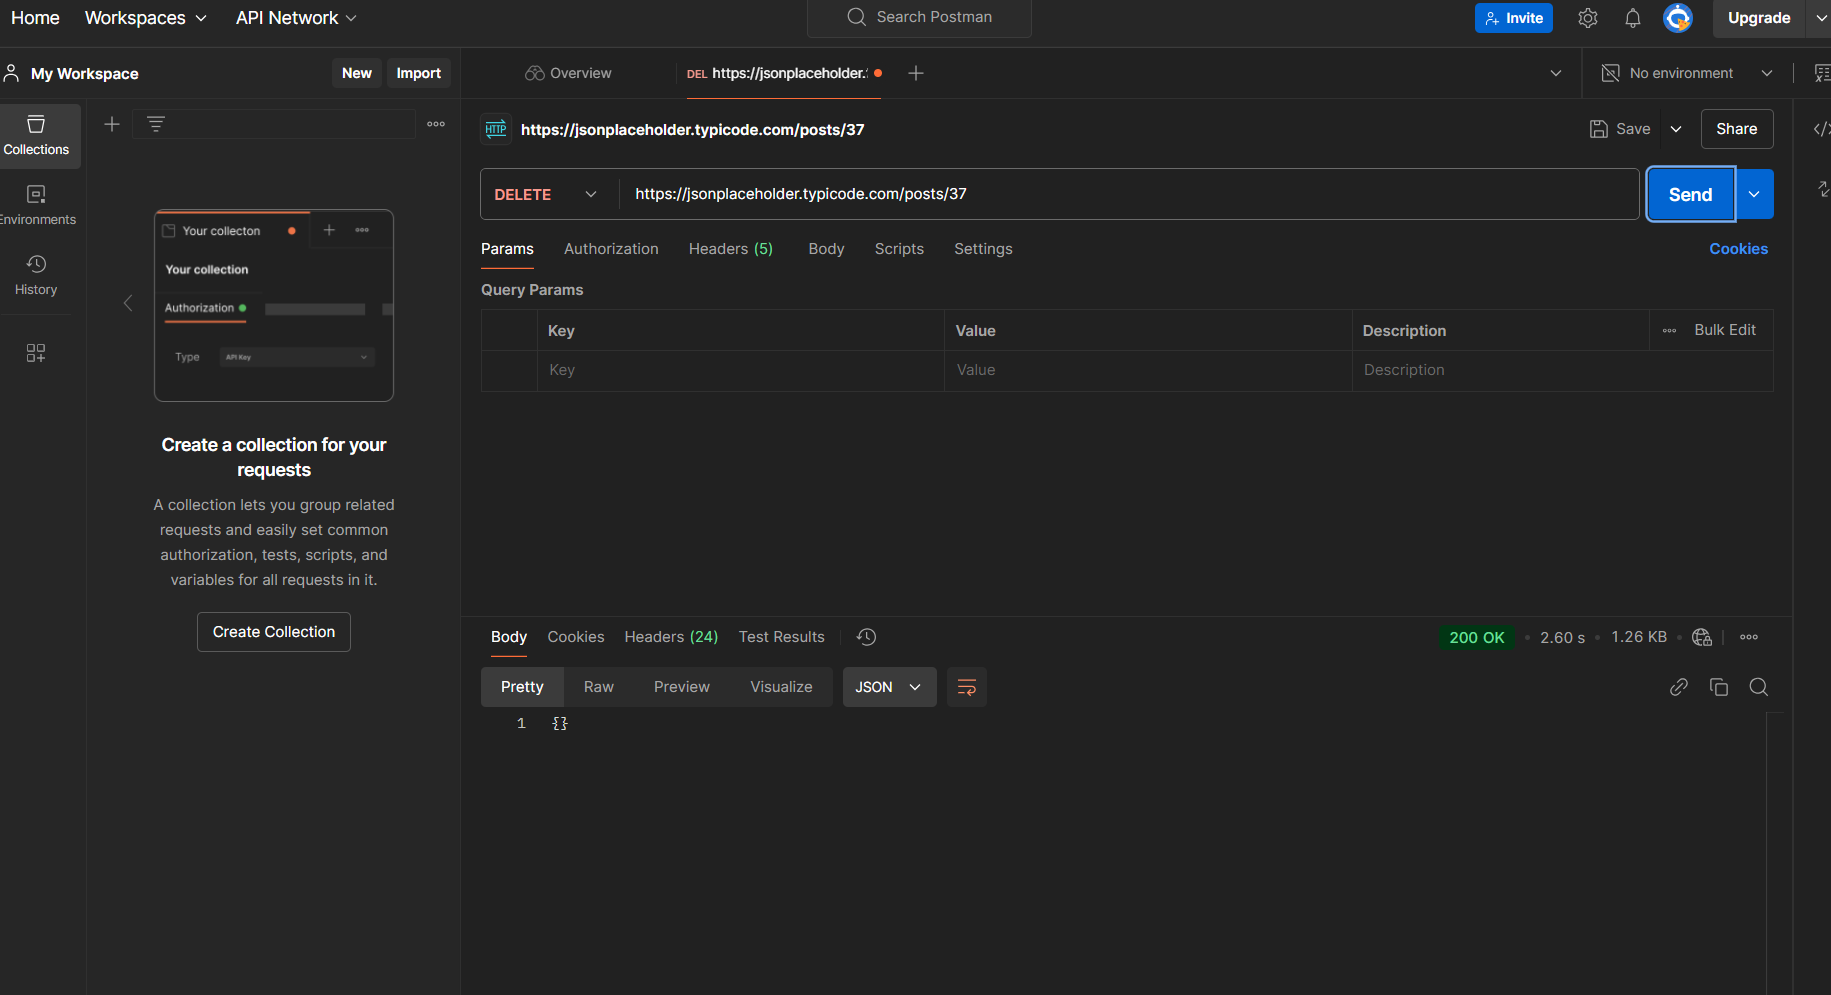 Home Workspaces API Network Search Postman Invite Upgrade
My Workspace New Import Overview DEL https://jsonplaceholder. No environment
Collections
Environments
History
Your collecton
Your collection
Authorization
Type API Key
Create a collection for your
requests
A collection lets you group related
requests and easily set common
authorization, tests, scripts, and
variables for all requests in it.
Create Collection
HTTP https://jsonplaceholder.typicode.com/posts/37 Save Share
DELETE https://jsonplaceholder.typicode.com/posts/37 Send
Params Authorization Headers (5) Body Scripts Settings Cookies
Query Params
Key Value Description Bulk Edit
Key Value Description
Body Cookies Headers (24) Test Results 200 OK • 2.60 s • 1.26 KB •
Pretty Raw Preview Visualize JSON
1 {}